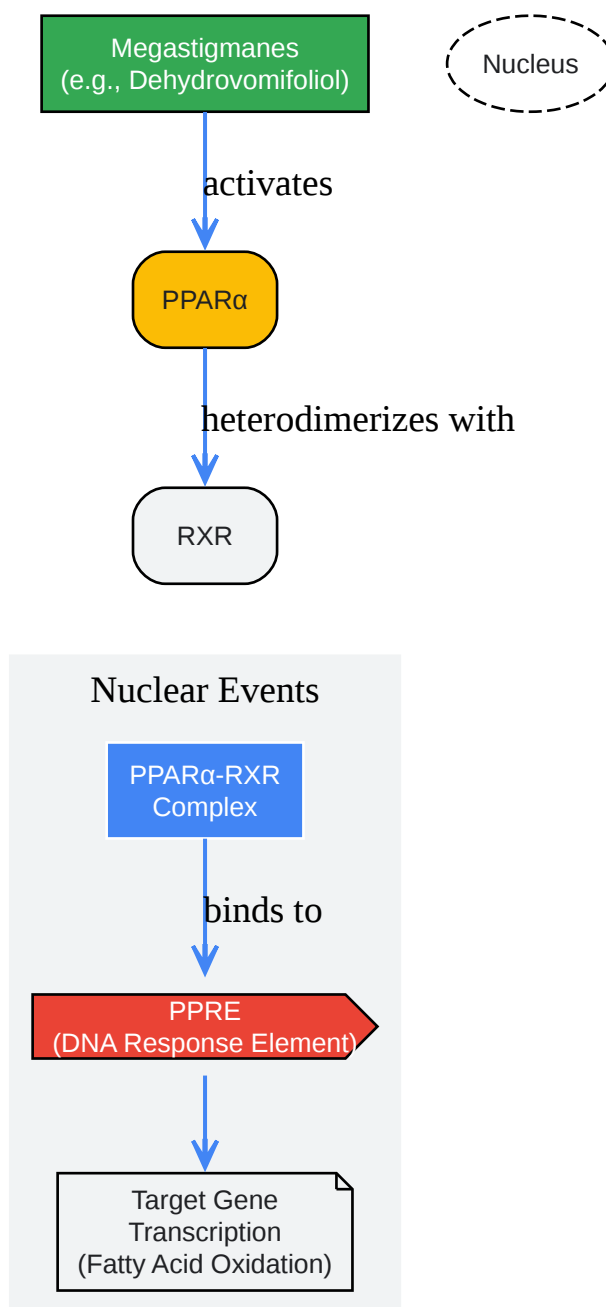 Megastigmanes
(e.g., Dehydrovomifoliol)
Nucleus
activates
PPARα
heterodimerizes with
RXR
Nuclear Events
PPARα-RXR
Complex
binds to
PPRE
(DNA Response Element)
Target Gene
Transcription
(Fatty Acid Oxidation)